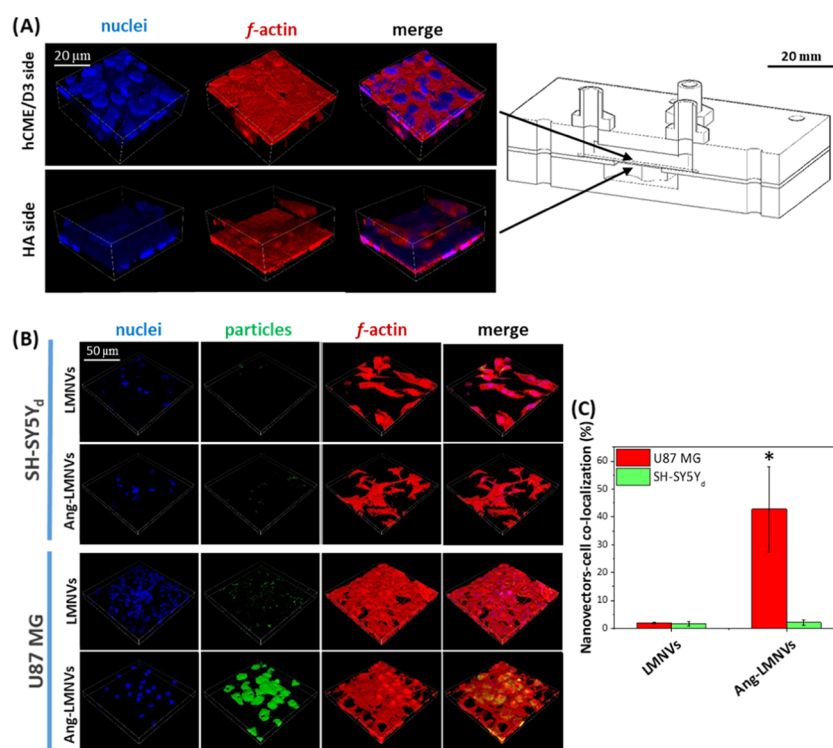 (A)
nuclei f-actin merge
20 µm
hCME/D3 side
HA side
20 mm
(B)
nuclei particles f-actin merge
50 µm
SH-SY5Yd
LMNVs
Ang-LMNVs
U87 MG
LMNVs
Ang-LMNVs
(C)
Nanovectors-cell co-localization (%)
60
50
40
30
20
10
0
U87 MG
SH-SY5Yd
*
LMNVs
Ang-LMNVs